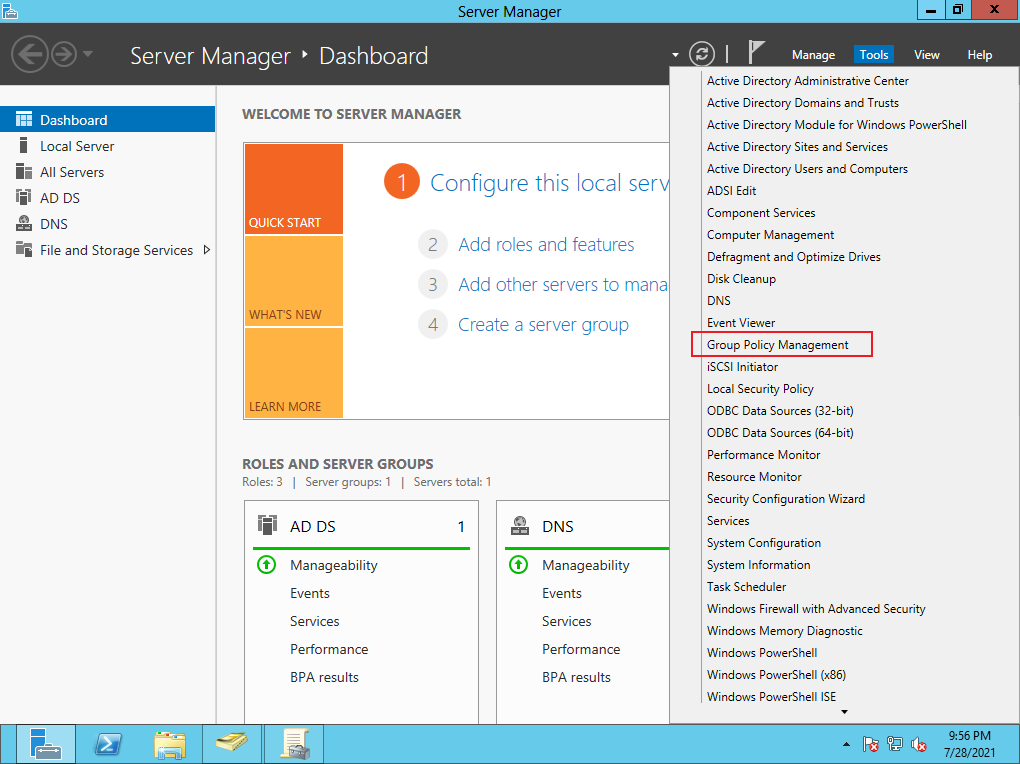 Server Manager
Server Manager ‣ Dashboard
Manage Tools View Help
Dashboard
Local Server
All Servers
AD DS
DNS
File and Storage Services
WELCOME TO SERVER MANAGER
QUICK START
WHAT'S NEW
LEARN MORE
1 Configure this local serv
2 Add roles and features
3 Add other servers to mana
4 Create a server group
ROLES AND SERVER GROUPS
Roles: 3 | Server groups: 1 | Servers total: 1
AD DS 1
Manageability
Events
Services
Performance
BPA results
DNS
Manageability
Events
Services
Performance
BPA results
Active Directory Administrative Center
Active Directory Domains and Trusts
Active Directory Module for Windows PowerShell
Active Directory Sites and Services
Active Directory Users and Computers
ADSI Edit
Component Services
Computer Management
Defragment and Optimize Drives
Disk Cleanup
DNS
Event Viewer
Group Policy Management
iSCSI Initiator
Local Security Policy
ODBC Data Sources (32-bit)
ODBC Data Sources (64-bit)
Performance Monitor
Resource Monitor
Security Configuration Wizard
Services
System Configuration
System Information
Task Scheduler
Windows Firewall with Advanced Security
Windows Memory Diagnostic
Windows PowerShell
Windows PowerShell (x86)
Windows PowerShell ISE
9:56 PM
7/28/2021